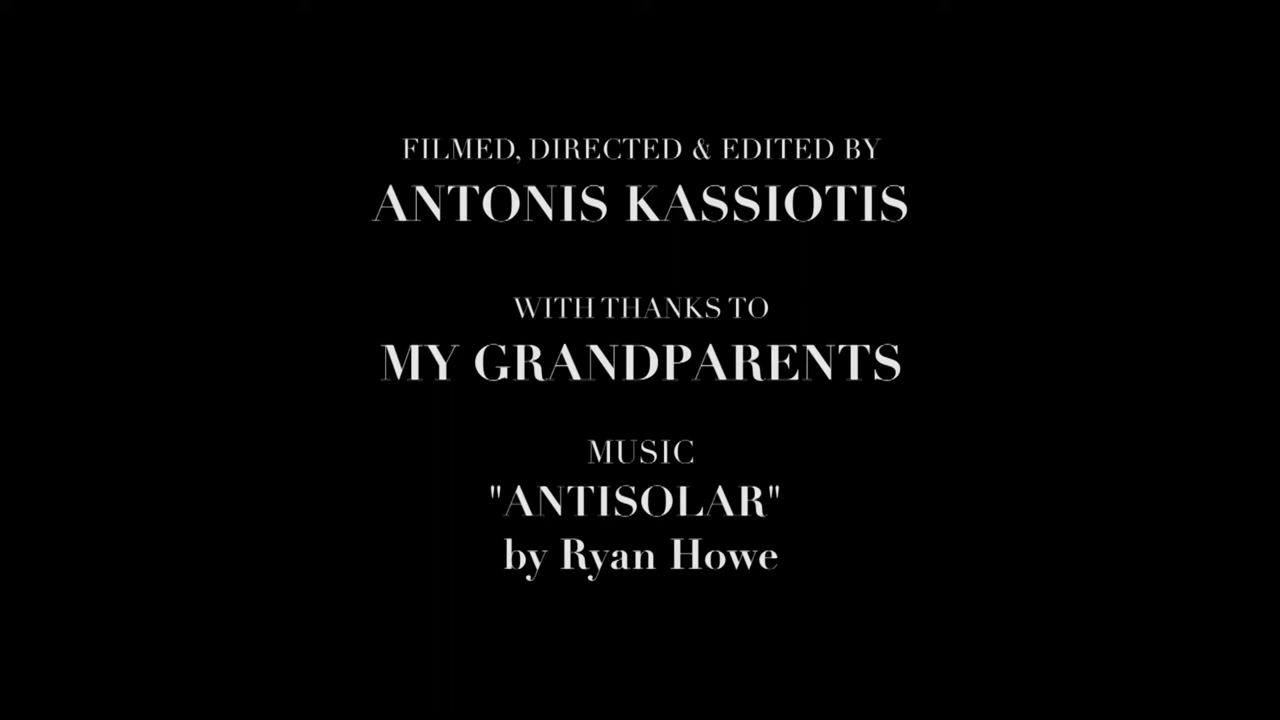 FILMED, DIRECTED & EDITED BY
ANTONIS KASSIOTIS
WITH THANKS TO
MY GRANDPARENTS
MUSIC
"ANTISOLAR"
by Ryan Howe